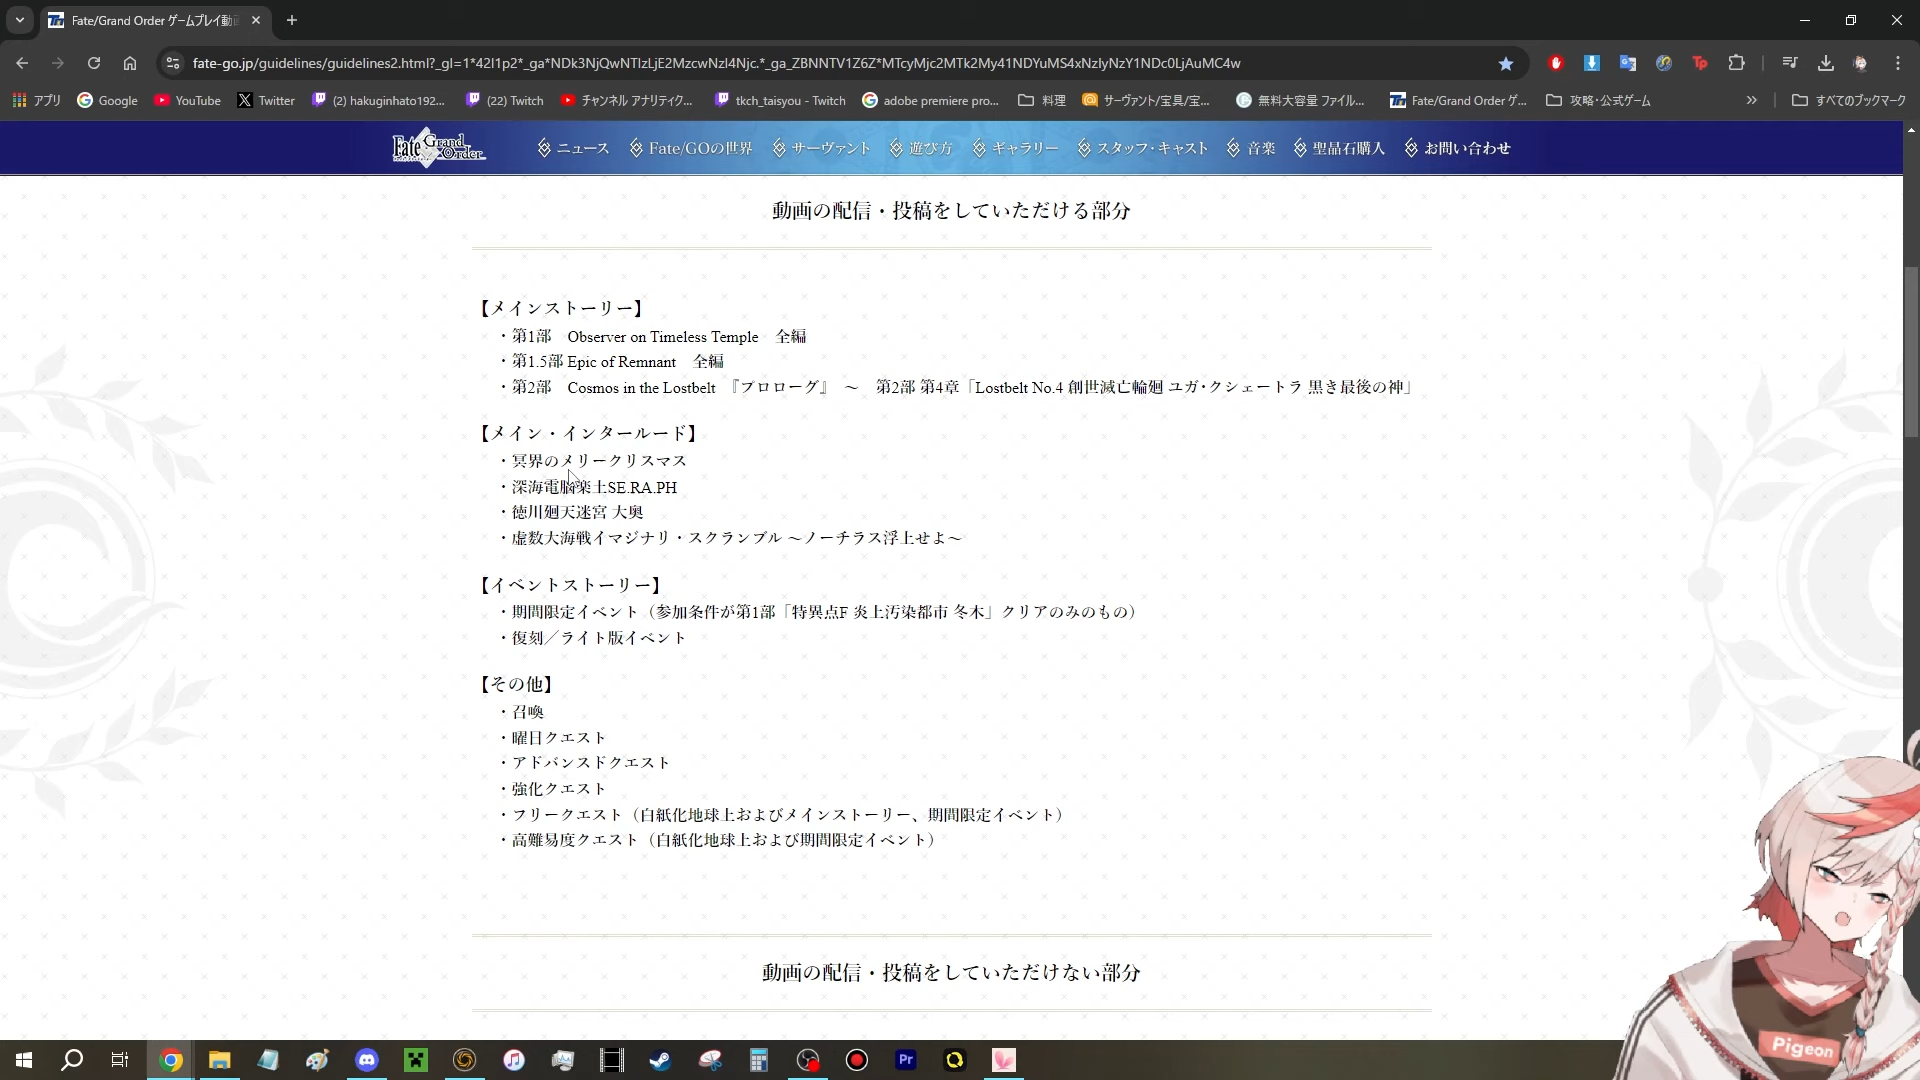 Fate/Grand Order ゲームプレイ動画
fate-go.jp/guidelines/guidelines2.html?_gl=1*42l1p2*_ga*NDk3NjQwNTIzLjE2MzcwNzI4Njc.*_ga_ZBNNTV1Z6Z*MTcyMjc2MTk2My41NDYuMS4xNzIyNzY1NDc0LjAuMC4w
アプリ Google YouTube Twitter (2) hakuginhato192... (22) Twitch チャンネル アナリティク... tkch_taisyou - Twitch adobe premiere pro... 料理 サーヴァント/宝具/宝... 無料大容量 ファイル... Fate/Grand Order ゲ... 攻略・公式ゲーム » すべてのブックマーク
Fate Grand Order ニュース Fate/GOの世界 サーヴァント 遊び方 ギャラリー スタッフ・キャスト 音楽 聖晶石購入 お問い合わせ
動画の配信・投稿をしていただける部分
【メインストーリー】
・第1部 Observer on Timeless Temple 全編
・第1.5部 Epic of Remnant 全編
・第2部 Cosmos in the Lostbelt 『プロローグ』 ～ 第2部 第4章「Lostbelt No.4 創世滅亡輪廻 ユガ・クシェートラ 黒き最後の神」
【メイン・インタールード】
・冥界のメリークリスマス
・深海電脳楽土SE.RA.PH
・徳川廻天迷宮 大奥
・虚数大海戦イマジナリ・スクランブル ～ノーチラス浮上せよ～
【イベントストーリー】
・期間限定イベント（参加条件が第1部「特異点F 炎上汚染都市 冬木」クリアのみのもの）
・復刻／ライト版イベント
【その他】
・召喚
・曜日クエスト
・アドバンスドクエスト
・強化クエスト
・フリークエスト（白紙化地球上およびメインストーリー、期間限定イベント）
・高難易度クエスト（白紙化地球上および期間限定イベント）
動画の配信・投稿をしていただけない部分
Pigeon